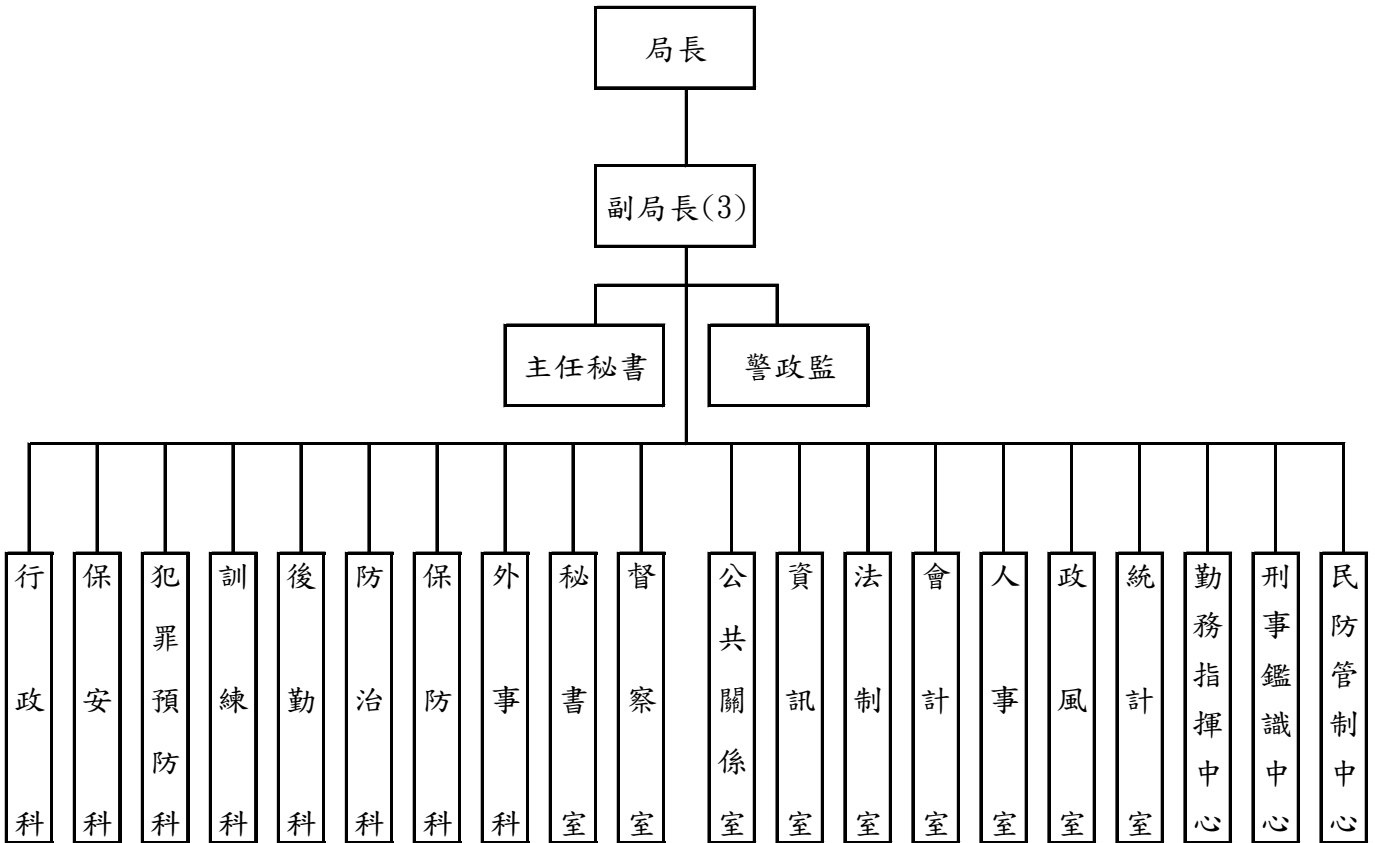 局長
副局長(3)
主任秘書
警政監
行政科
保安科
犯罪預防科
訓練科
後勤科
防治科
保防科
外事科
秘書室
督察室
公共關係室
資訊室
法制室
會計室
人事室
政風室
統計室
勤務指揮中心
刑事鑑識中心
民防管制中心